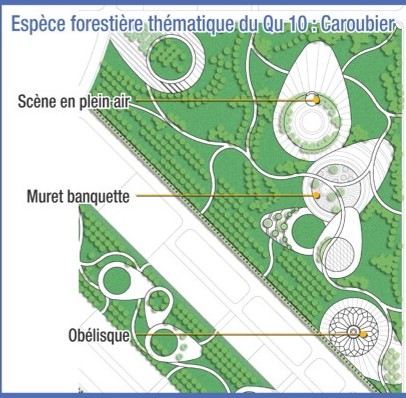 Espèce forestière thématique du Qu 10 : Caroubier
Scène en plein air
Muret banquette
Obélisque